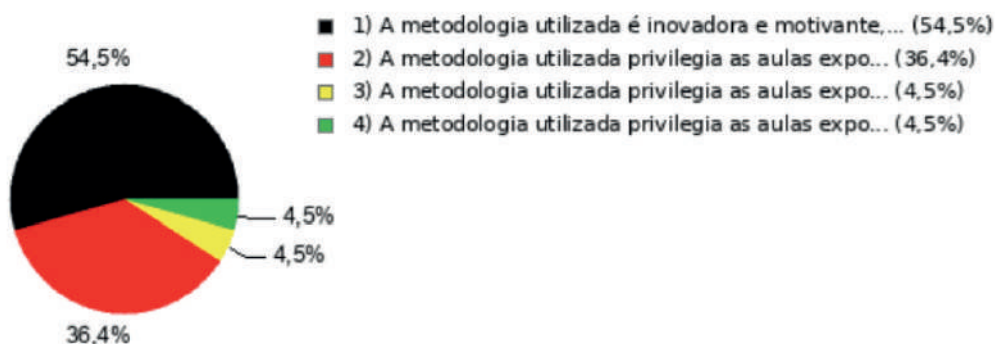 54,5%
1) A metodologia utilizada é inovadora e motivante,... (54,5%)
2) A metodologia utilizada privilegia as aulas expo... (36,4%)
3) A metodologia utilizada privilegia as aulas expo... (4,5%)
4) A metodologia utilizada privilegia as aulas expo... (4,5%)
4,5%
4,5%
36,4%